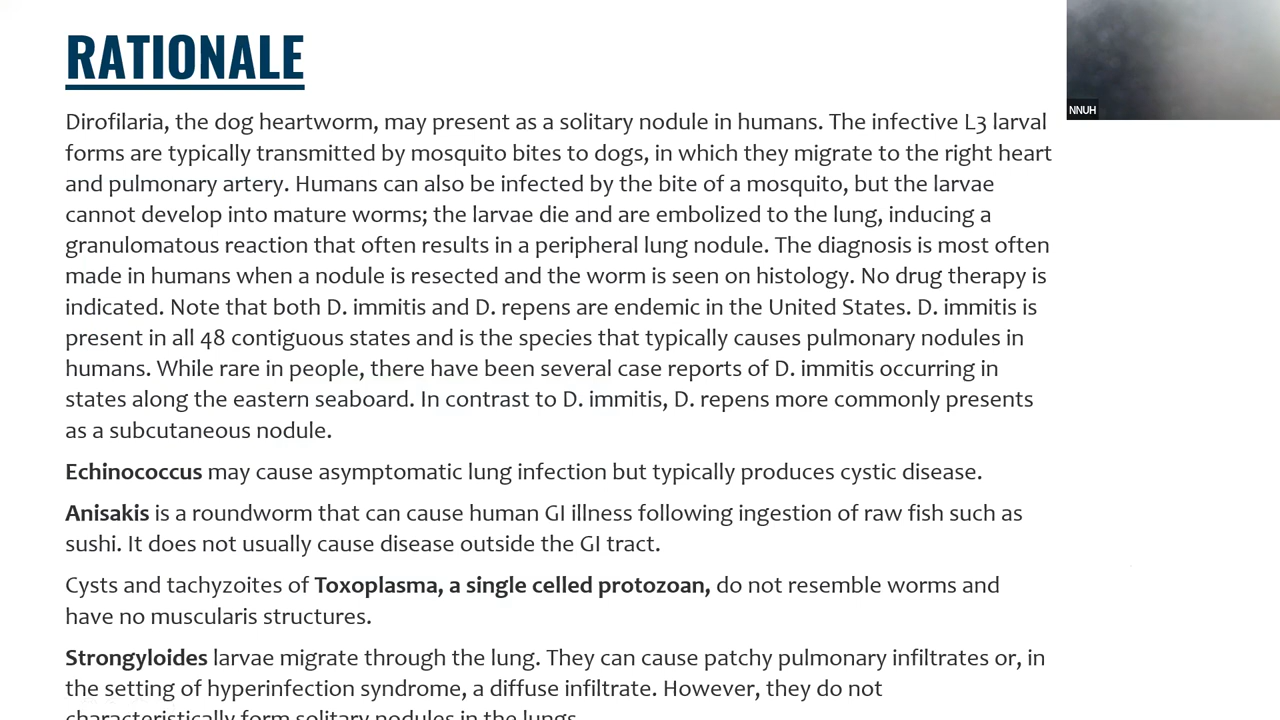 RATIONALE
NNUH
Dirofilaria, the dog heartworm, may present as a solitary nodule in humans. The infective L3 larval
forms are typically transmitted by mosquito bites to dogs, in which they migrate to the right heart
and pulmonary artery. Humans can also be infected by the bite of a mosquito, but the larvae
cannot develop into mature worms; the larvae die and are embolized to the lung, inducing a
granulomatous reaction that often results in a peripheral lung nodule. The diagnosis is most often
made in humans when a nodule is resected and the worm is seen on histology. No drug therapy is
indicated. Note that both D. immitis and D. repens are endemic in the United States. D. immitis is
present in all 48 contiguous states and is the species that typically causes pulmonary nodules in
humans. While rare in people, there have been several case reports of D. immitis occurring in
states along the eastern seaboard. In contrast to D. immitis, D. repens more commonly presents
as a subcutaneous nodule.
Echinococcus may cause asymptomatic lung infection but typically produces cystic disease.
Anisakis is a roundworm that can cause human GI illness following ingestion of raw fish such as
sushi. It does not usually cause disease outside the GI tract.
Cysts and tachyzoites of Toxoplasma, a single celled protozoan, do not resemble worms and
have no muscularis structures.
Strongyloides larvae migrate through the lung. They can cause patchy pulmonary infiltrates or, in
the setting of hyperinfection syndrome, a diffuse infiltrate. However, they do not
characteristically form solitary nodules in the lungs.